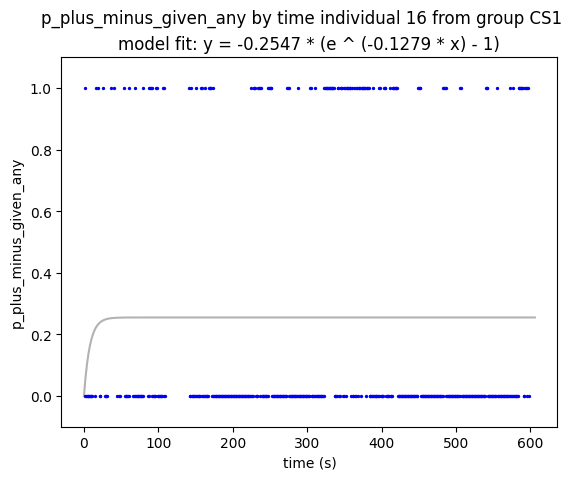 p_plus_minus_given_any by time individual 16 from group CS1
model fit: y = -0.2547 * (e ^ (-0.1279 * x) - 1)
1.0
0.8
0.6
0.4
0.2
0.0
p_plus_minus_given_any
0 100 200 300 400 500 600
time (s)